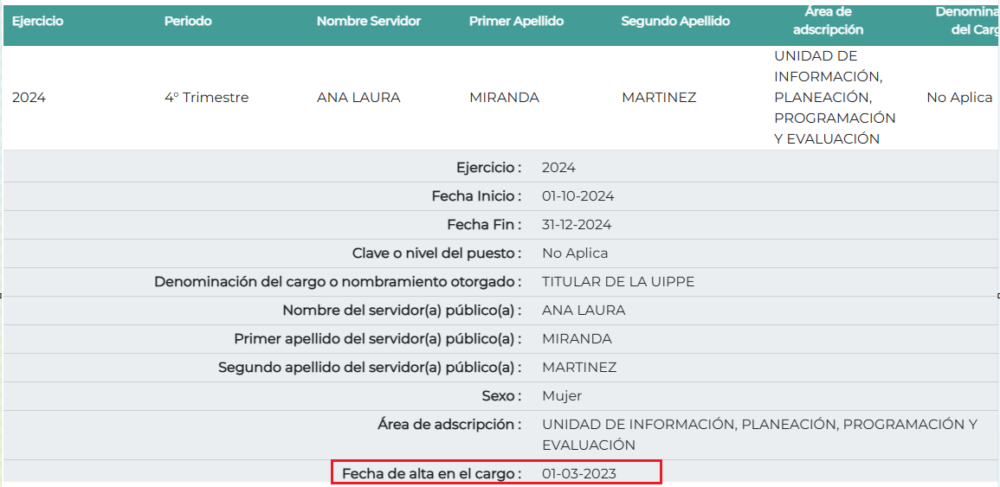 Ejercicio Periodo Nombre Servidor Primer Apellido Segundo Apellido Área de adscripción Denomina del Carg
2024 4° Trimestre ANA LAURA MIRANDA MARTINEZ UNIDAD DE INFORMACIÓN, PLANEACIÓN, PROGRAMACIÓN Y EVALUACIÓN No Aplica
Ejercicio : 2024
Fecha Inicio : 01-10-2024
Fecha Fin : 31-12-2024
Clave o nivel del puesto : No Aplica
Denominación del cargo o nombramiento otorgado : TITULAR DE LA UIPPE
Nombre del servidor(a) público(a) : ANA LAURA
Primer apellido del servidor(a) público(a) : MIRANDA
Segundo apellido del servidor(a) público(a) : MARTINEZ
Sexo : Mujer
Área de adscripción : UNIDAD DE INFORMACIÓN, PLANEACIÓN, PROGRAMACIÓN Y
EVALUACIÓN
Fecha de alta en el cargo : 01-03-2023